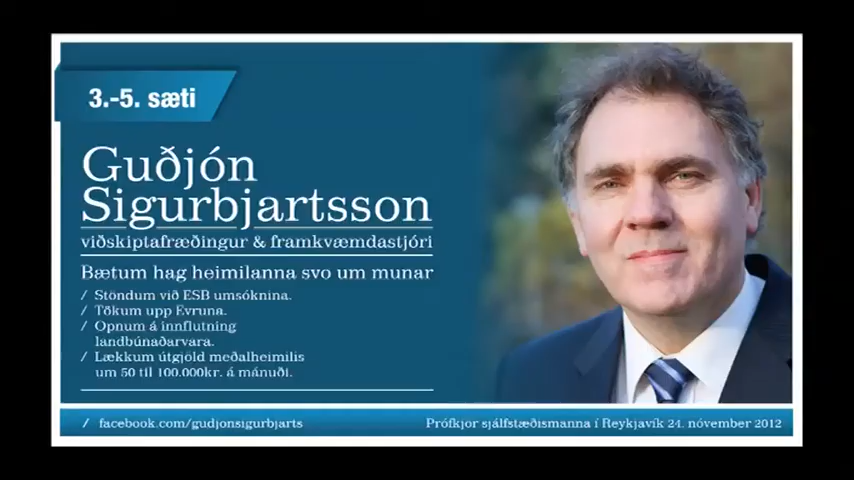 3.-5. sæti
Guðjón
Sigurbjartsson
viðskiptafræðingur & framkvæmdastjóri
Bætum hag heimilanna svo um munar
/ Stöndum við ESB umsóknina.
/ Tökum upp Evruna.
/ Opnum á innflutning
landbúnaðarvara.
/ Lækkum útgjöld meðalheimilis
um 50 til 100.000kr. á mánuði.
/ facebook.com/gudjonsigurbjarts
Prófkjor sjálfstæðismanna í Reykjavík 24. nóvember 2012